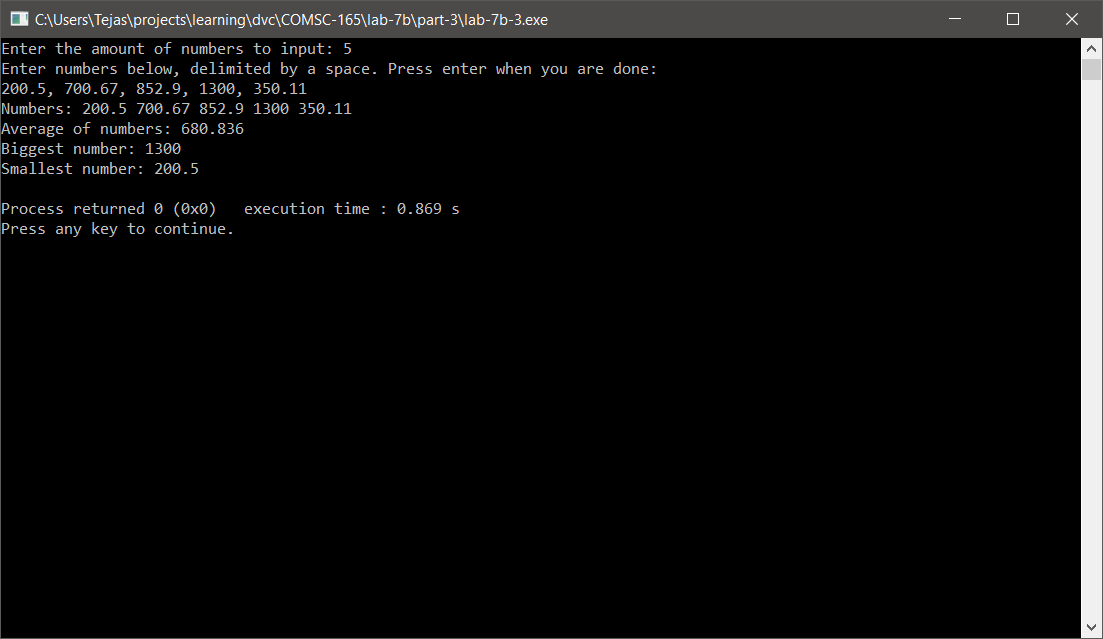 C:\Users\Tejas\projects\learning\dvc\COMSC-165\lab-7b\part-3\lab-7b-3.exe
Enter the amount of numbers to input: 5
Enter numbers below, delimited by a space. Press enter when you are done:
200.5, 700.67, 852.9, 1300, 350.11
Numbers: 200.5 700.67 852.9 1300 350.11
Average of numbers: 680.836
Biggest number: 1300
Smallest number: 200.5
Process returned 0 (0x0)   execution time : 0.869 s
Press any key to continue.